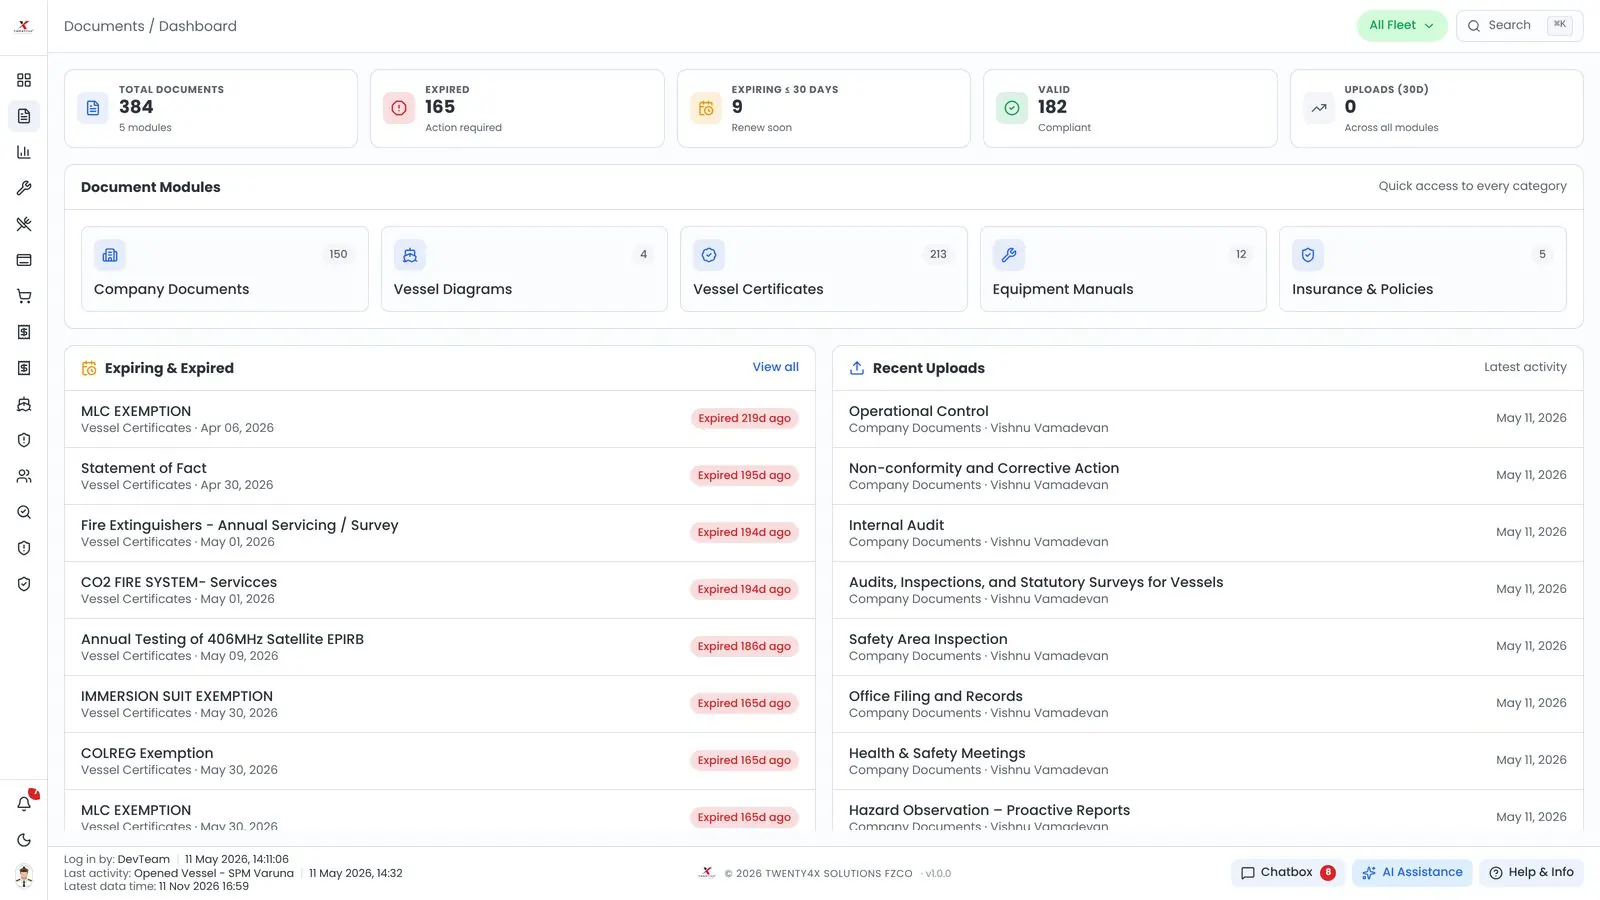 Documents / Dashboard
All Fleet
Search
⌘K
TOTAL DOCUMENTS
384
5 modules
EXPIRED
165
Action required
EXPIRING ≤ 30 DAYS
9
Renew soon
VALID
182
Compliant
UPLOADS (30D)
0
Across all modules
Document Modules
Quick access to every category
150
Company Documents
4
Vessel Diagrams
213
Vessel Certificates
12
Equipment Manuals
5
Insurance & Policies
Expiring & Expired
View all
MLC EXEMPTION
Vessel Certificates · Apr 06, 2026
Expired 219d ago
Statement of Fact
Vessel Certificates · Apr 30, 2026
Expired 195d ago
Fire Extinguishers - Annual Servicing / Survey
Vessel Certificates · May 01, 2026
Expired 194d ago
CO2 FIRE SYSTEM- Servicces
Vessel Certificates · May 01, 2026
Expired 194d ago
Annual Testing of 406MHz Satellite EPIRB
Vessel Certificates · May 09, 2026
Expired 186d ago
IMMERSION SUIT EXEMPTION
Vessel Certificates · May 30, 2026
Expired 165d ago
COLREG Exemption
Vessel Certificates · May 30, 2026
Expired 165d ago
MLC EXEMPTION
Vessel Certificates · May 30, 2026
Expired 165d ago
Recent Uploads
Latest activity
Operational Control
Company Documents · Vishnu Vamadevan
May 11, 2026
Non-conformity and Corrective Action
Company Documents · Vishnu Vamadevan
May 11, 2026
Internal Audit
Company Documents · Vishnu Vamadevan
May 11, 2026
Audits, Inspections, and Statutory Surveys for Vessels
Company Documents · Vishnu Vamadevan
May 11, 2026
Safety Area Inspection
Company Documents · Vishnu Vamadevan
May 11, 2026
Office Filing and Records
Company Documents · Vishnu Vamadevan
May 11, 2026
Health & Safety Meetings
Company Documents · Vishnu Vamadevan
May 11, 2026
Hazard Observation – Proactive Reports
Company Documents · Vishnu Vamadevan
May 11, 2026
Log in by: DevTeam | 11 May 2026, 14:11:06
Last activity: Opened Vessel - SPM Varuna | 11 May 2026, 14:32
Latest data time: 11 Nov 2026 16:59
© 2026 TWENTY4X SOLUTIONS FZCO · v1.0.0
Chatbox 8
AI Assistance
Help & Info